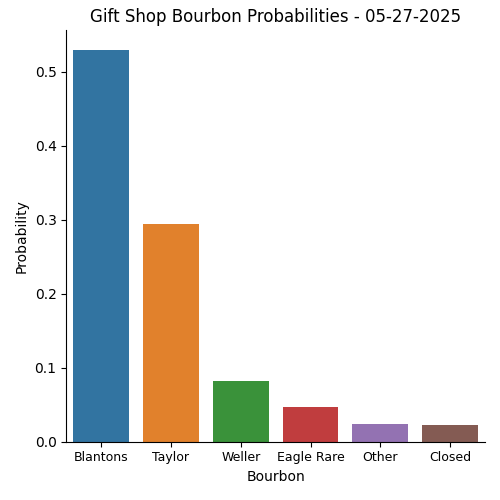 Gift Shop Bourbon Probabilities - 05-27-2025
Probability
0.5
0.4
0.3
0.2
0.1
0.0
Blantons Taylor Weller Eagle Rare Other Closed
Bourbon